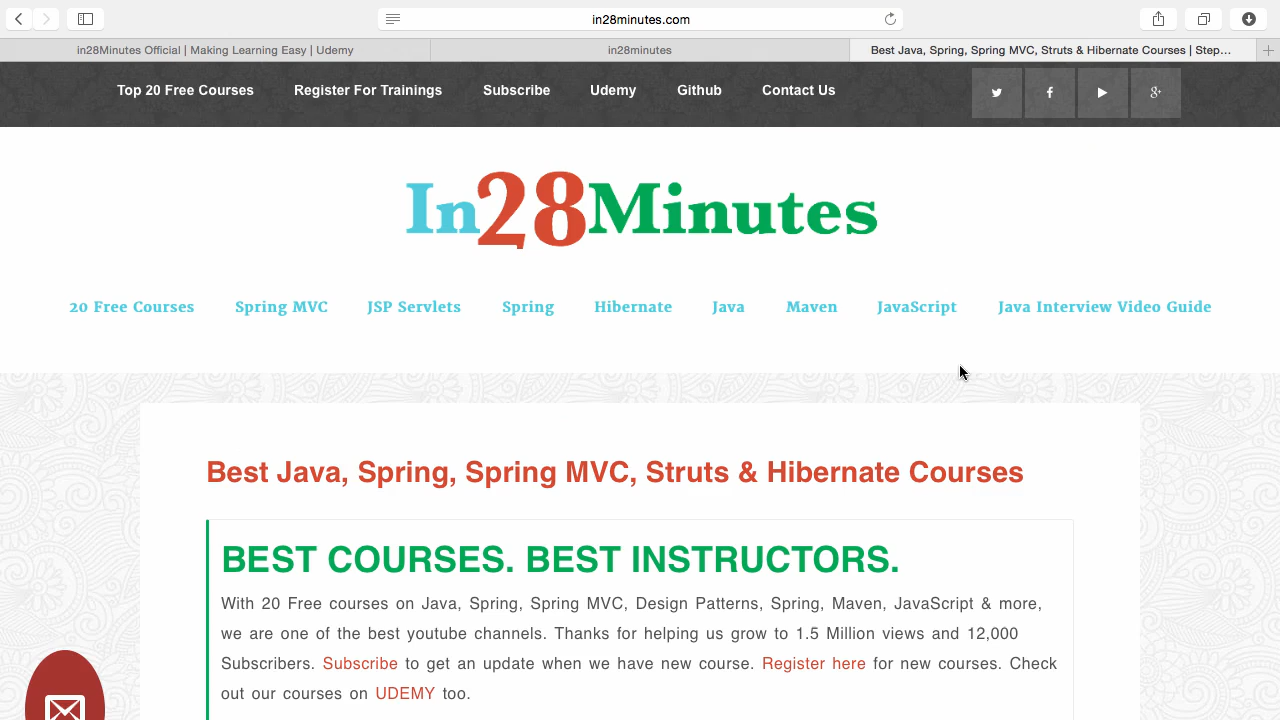 in28minutes.com
in28Minutes Official | Making Learning Easy | Udemy
in28minutes
Best Java, Spring, Spring MVC, Struts & Hibernate Courses | Step…
Top 20 Free Courses
Register For Trainings
Subscribe
Udemy
Github
Contact Us
In28Minutes
20 Free Courses
Spring MVC
JSP Servlets
Spring
Hibernate
Java
Maven
JavaScript
Java Interview Video Guide
Best Java, Spring, Spring MVC, Struts & Hibernate Courses
BEST COURSES. BEST INSTRUCTORS.
With 20 Free courses on Java, Spring, Spring MVC, Design Patterns, Spring, Maven, JavaScript & more,
we are one of the best youtube channels. Thanks for helping us grow to 1.5 Million views and 12,000
Subscribers. Subscribe to get an update when we have new course. Register here for new courses. Check
out our courses on UDEMY too.